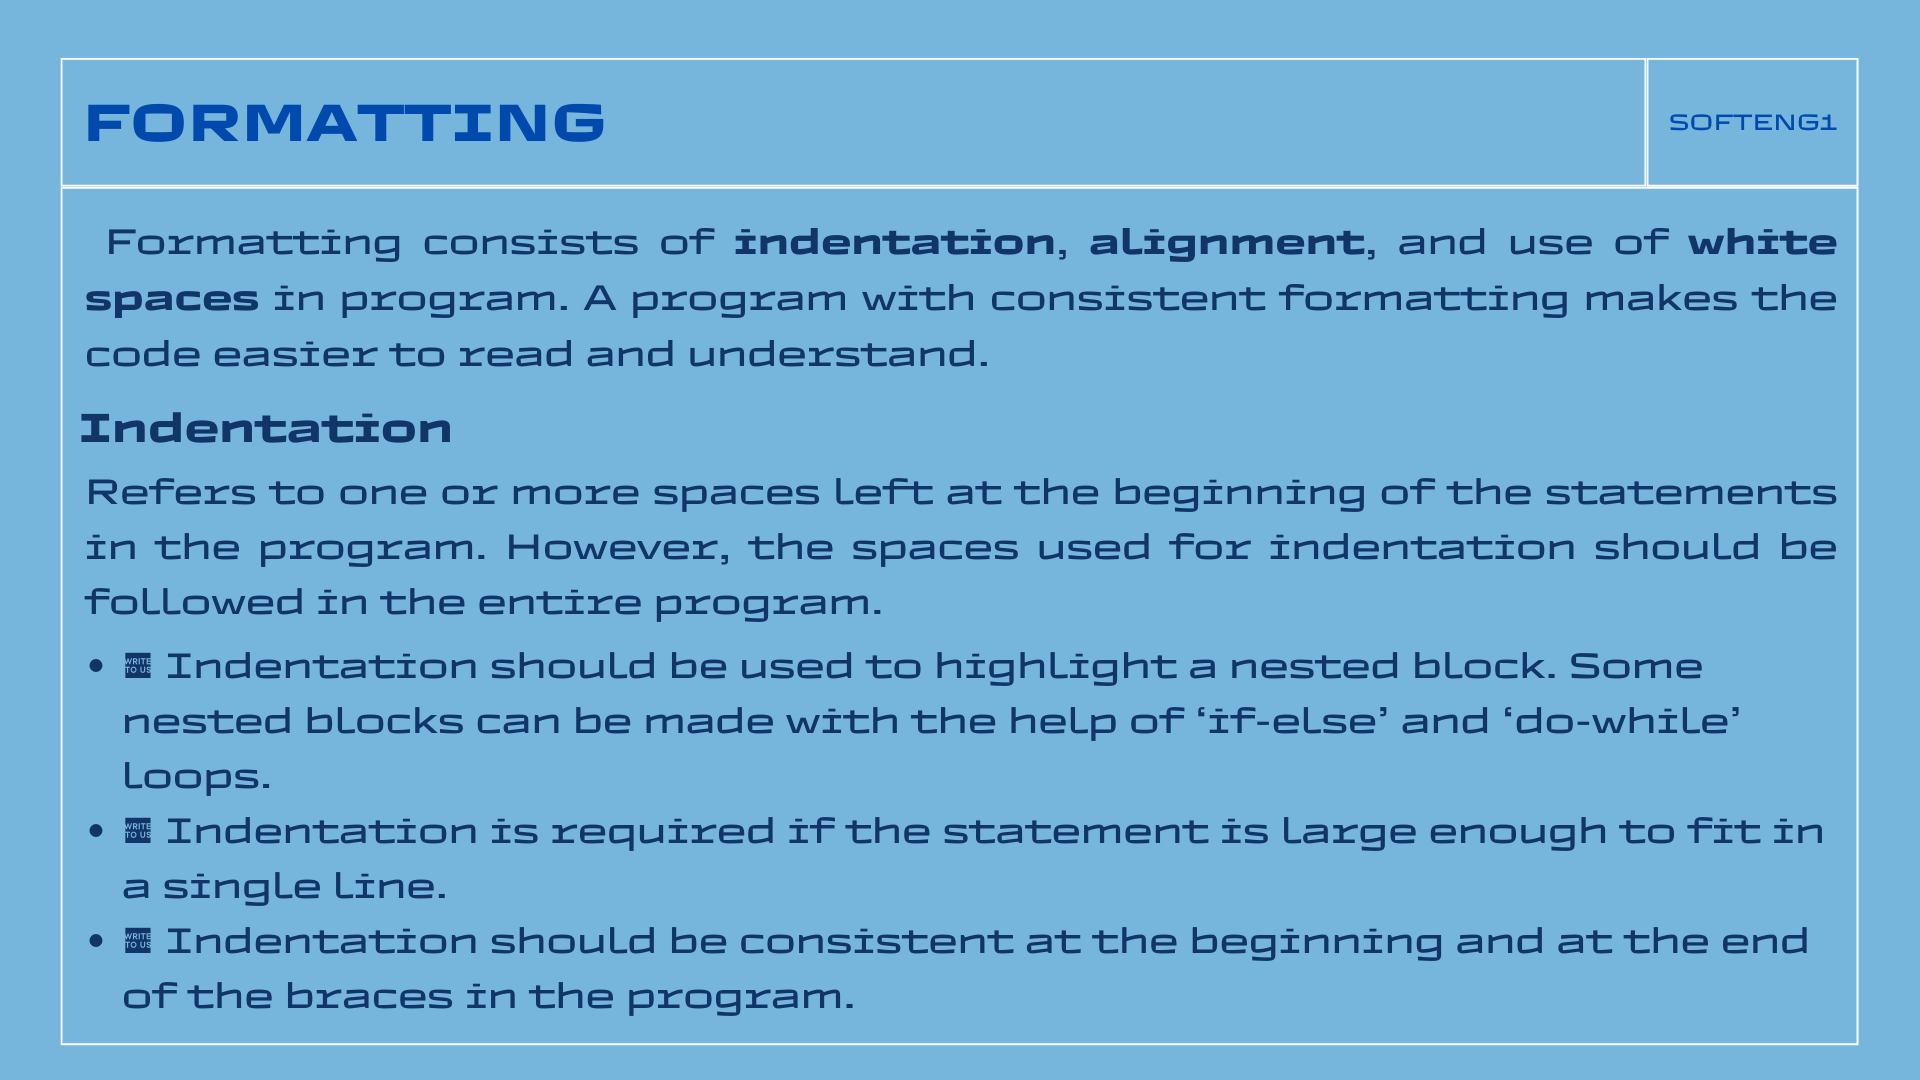 FORMATTING
SOFTENG1
Formatting consists of indentation, alignment, and use of white
spaces in program. A program with consistent formatting makes the
code easier to read and understand.
Indentation
Refers to one or more spaces left at the beginning of the statements
in the program. However, the spaces used for indentation should be
followed in the entire program.
• WRITE TO US Indentation should be used to highlight a nested block. Some
nested blocks can be made with the help of ‘if-else’ and ‘do-while’
loops.
• WRITE TO US Indentation is required if the statement is large enough to fit in
a single line.
• WRITE TO US Indentation should be consistent at the beginning and at the end
of the braces in the program.